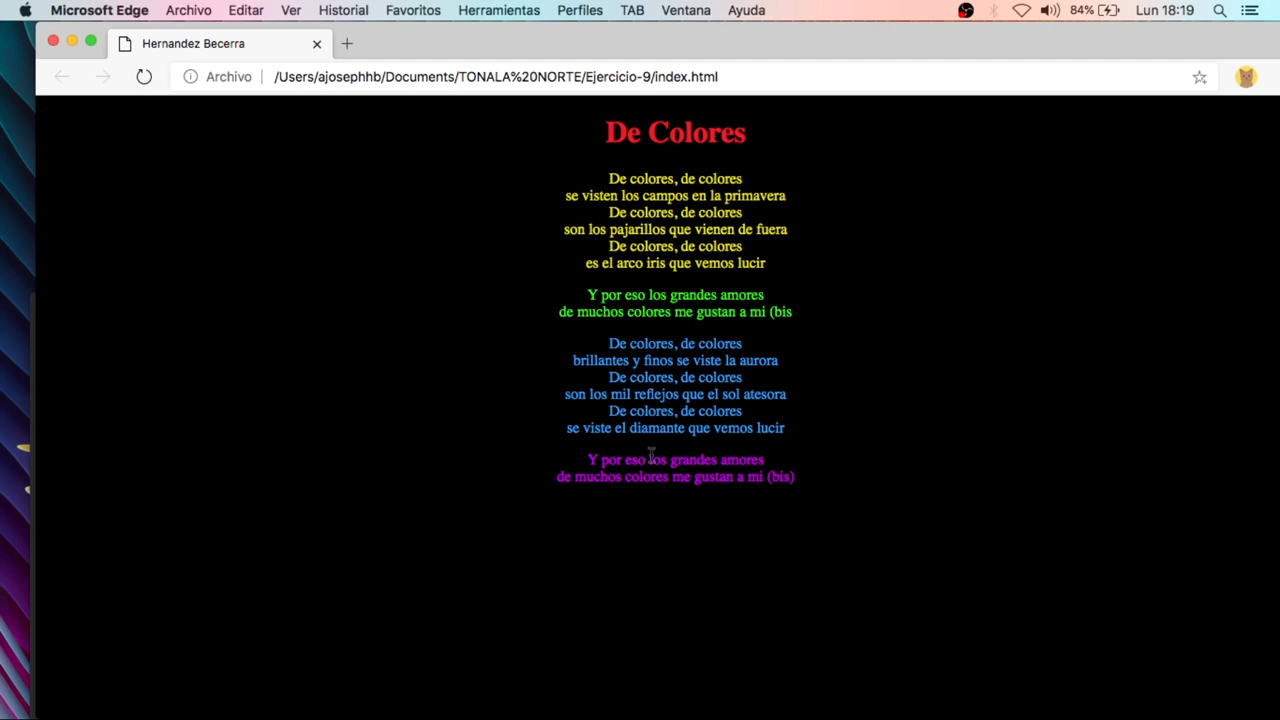 Microsoft Edge Archivo Editar Ver Historial Favoritos Herramientas Perfiles TAB Ventana Ayuda 84% Lun 18:19
Hernandez Becerra
Archivo /Users/ajosephhb/Documents/TONALA%20NORTE/Ejercicio-9/index.html
De Colores
De colores, de colores
se visten los campos en la primavera
De colores, de colores
son los pajarillos que vienen de fuera
De colores, de colores
es el arco iris que vemos lucir
Y por eso los grandes amores
de muchos colores me gustan a mi (bis
De colores, de colores
brillantes y finos se viste la aurora
De colores, de colores
son los mil reflejos que el sol atesora
De colores, de colores
se viste el diamante que vemos lucir
Y por eso los grandes amores
de muchos colores me gustan a mi (bis)